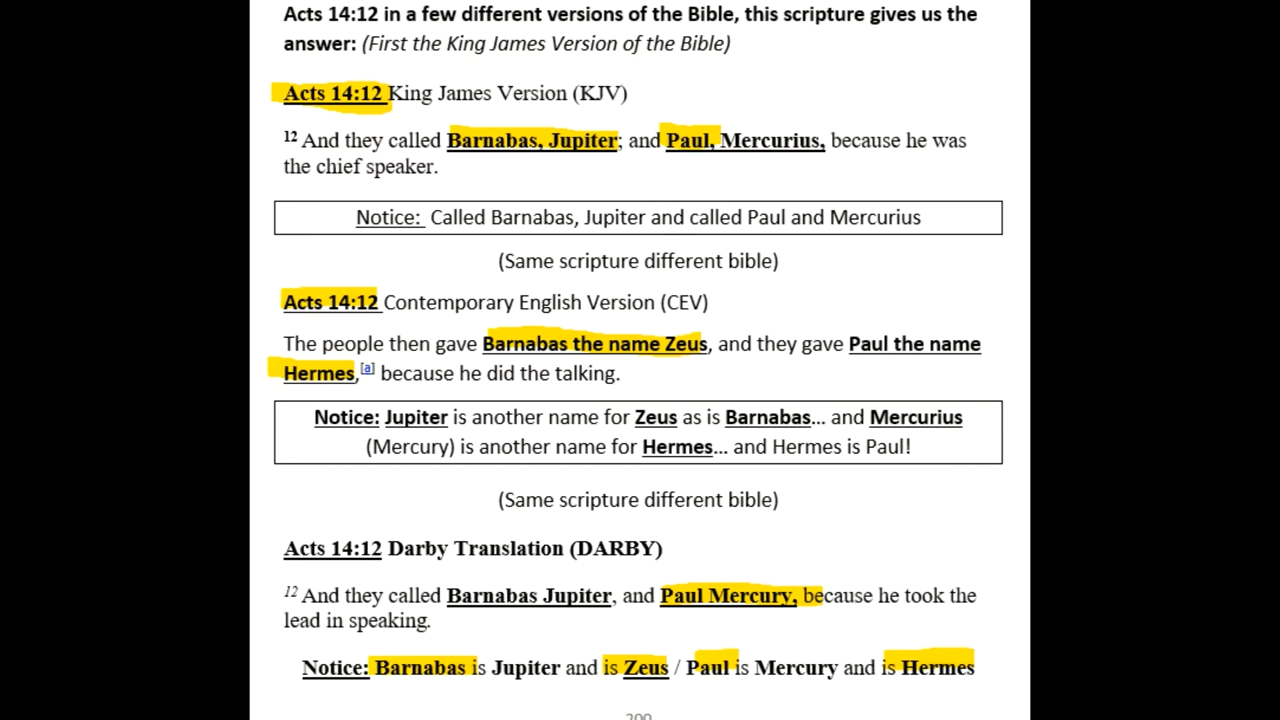 Acts 14:12 in a few different versions of the Bible, this scripture gives us the
answer: (First the King James Version of the Bible)
Acts 14:12 King James Version (KJV)
12 And they called Barnabas, Jupiter; and Paul, Mercurius, because he was
the chief speaker.
Notice: Called Barnabas, Jupiter and called Paul and Mercurius
(Same scripture different bible)
Acts 14:12 Contemporary English Version (CEV)
The people then gave Barnabas the name Zeus, and they gave Paul the name
Hermes,[a] because he did the talking.
Notice: Jupiter is another name for Zeus as is Barnabas... and Mercurius
(Mercury) is another name for Hermes... and Hermes is Paul!
(Same scripture different bible)
Acts 14:12 Darby Translation (DARBY)
12 And they called Barnabas Jupiter, and Paul Mercury, because he took the
lead in speaking.
Notice: Barnabas is Jupiter and is Zeus / Paul is Mercury and is Hermes